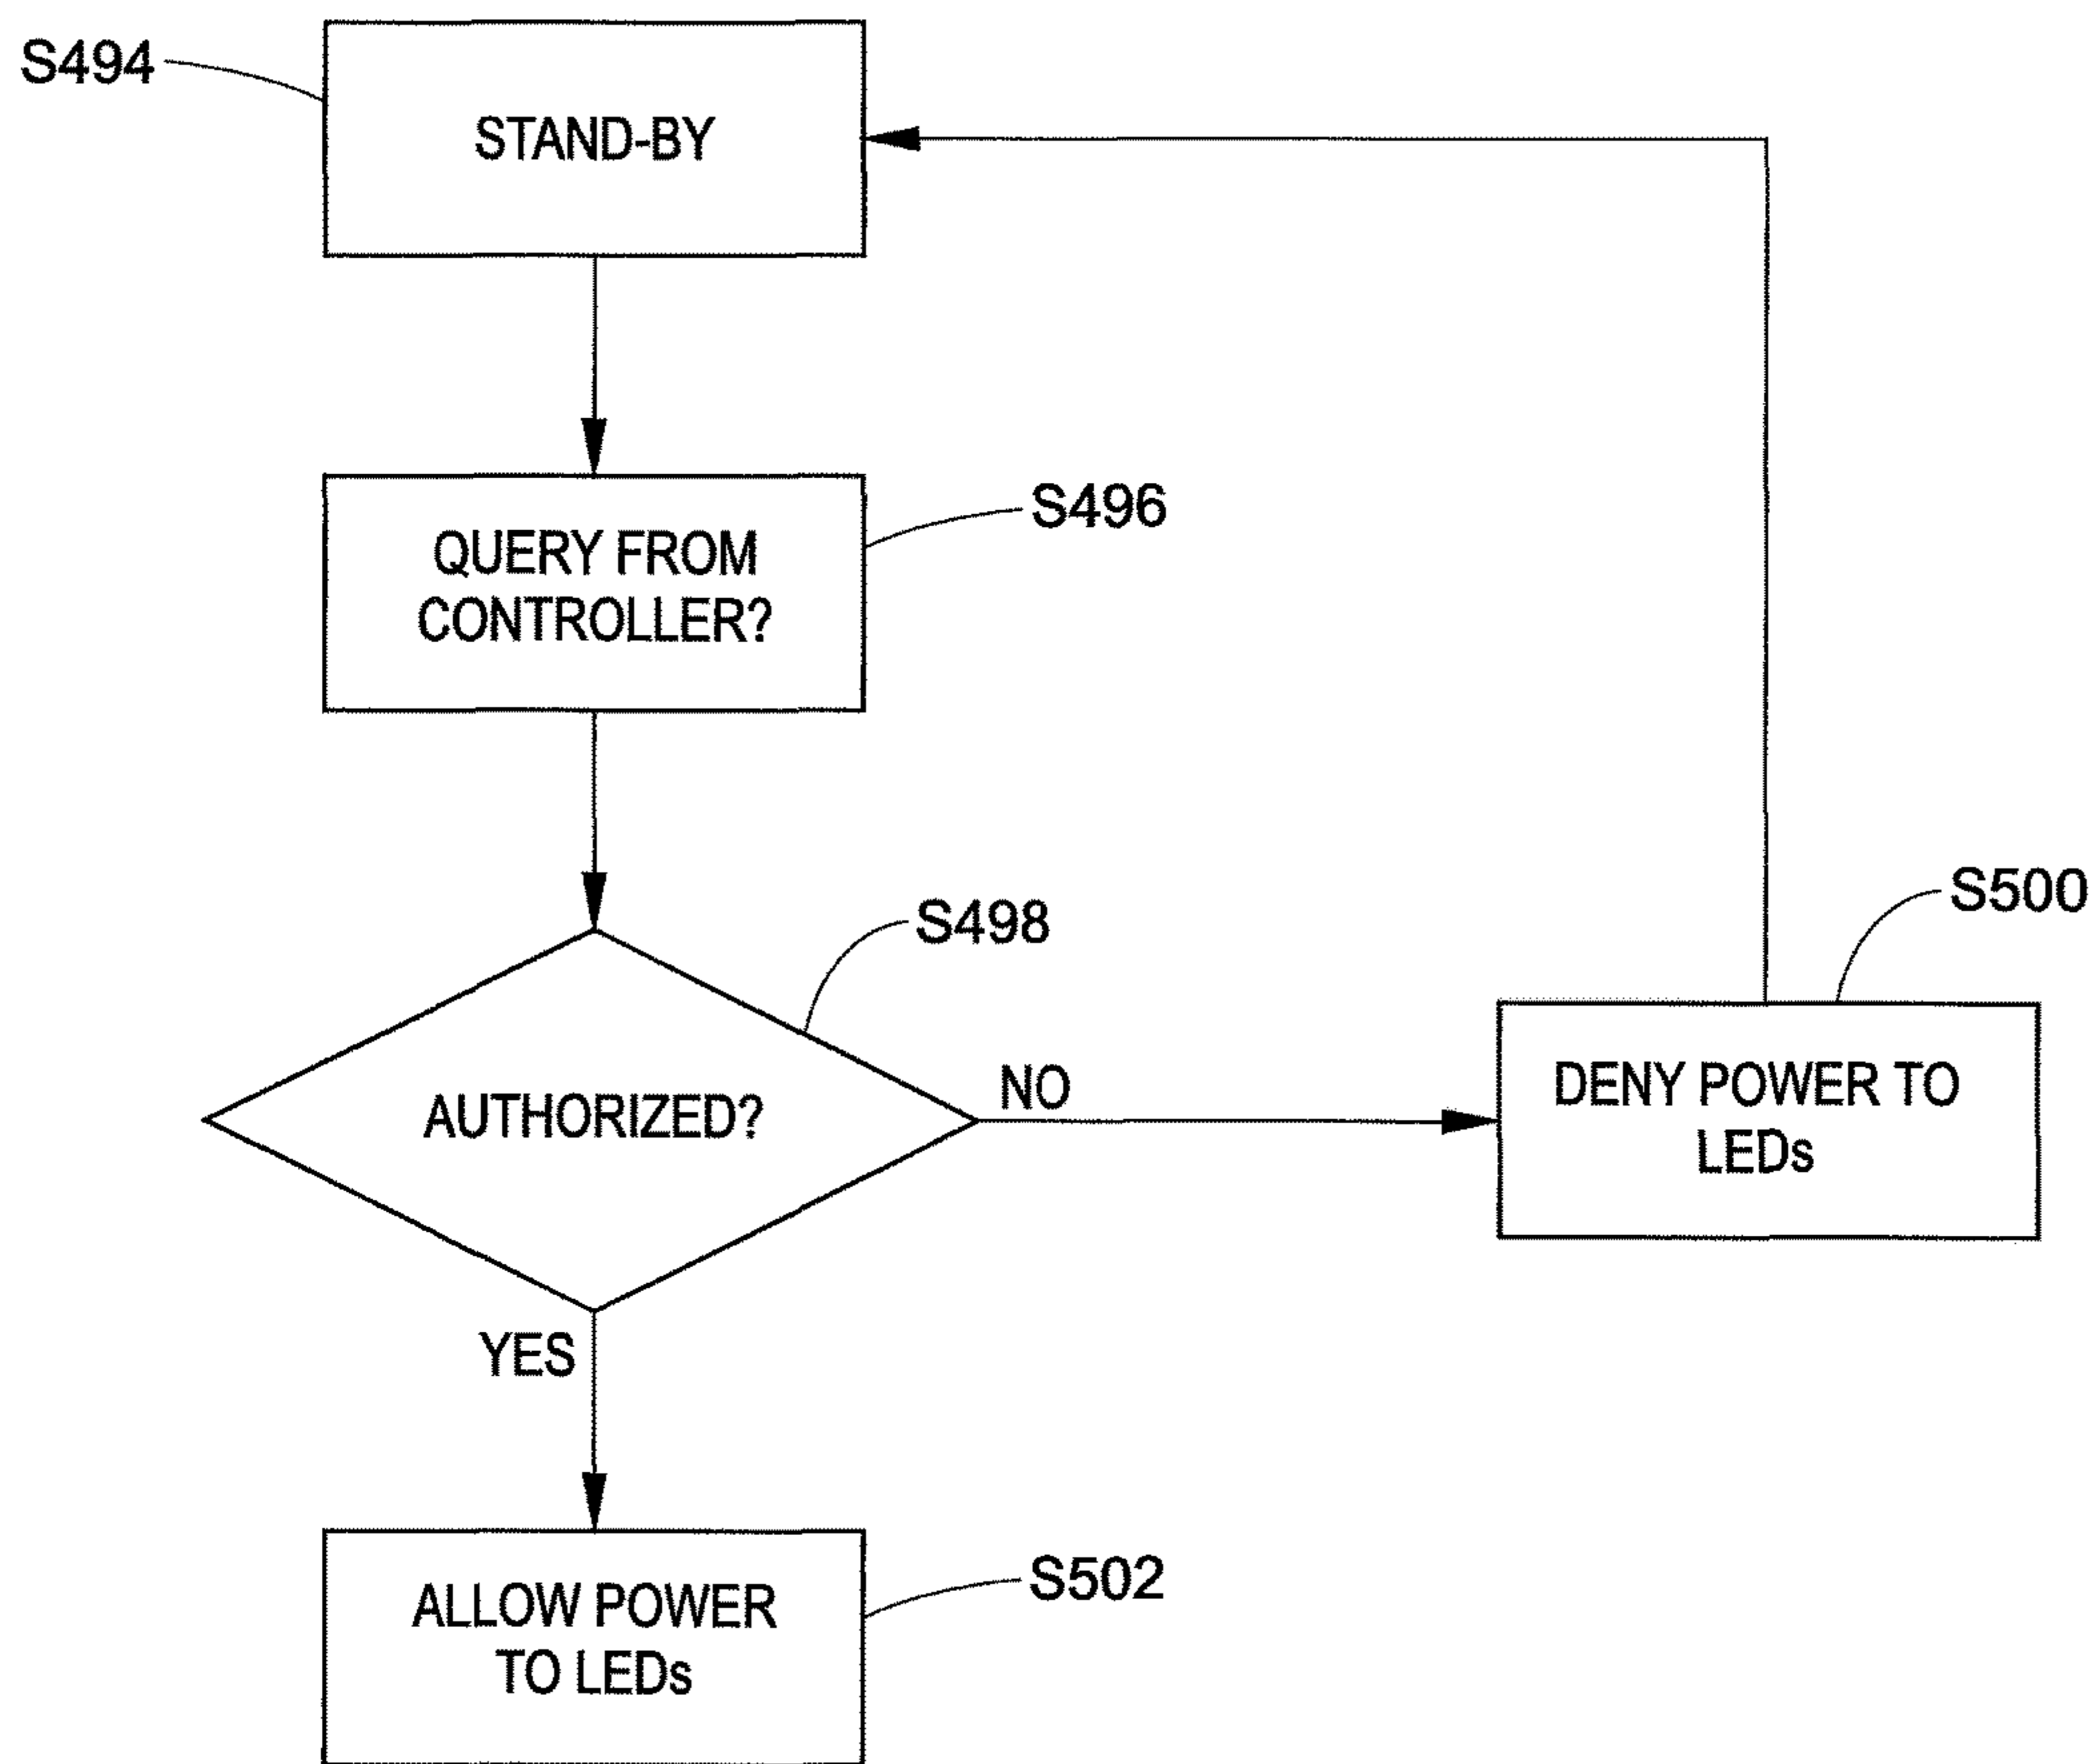 S494
STAND-BY
QUERY FROM
CONTROLLER?
S496
S498
AUTHORIZED?
NO
S500
DENY POWER TO
LEDs
YES
ALLOW POWER
TO LEDs
S502